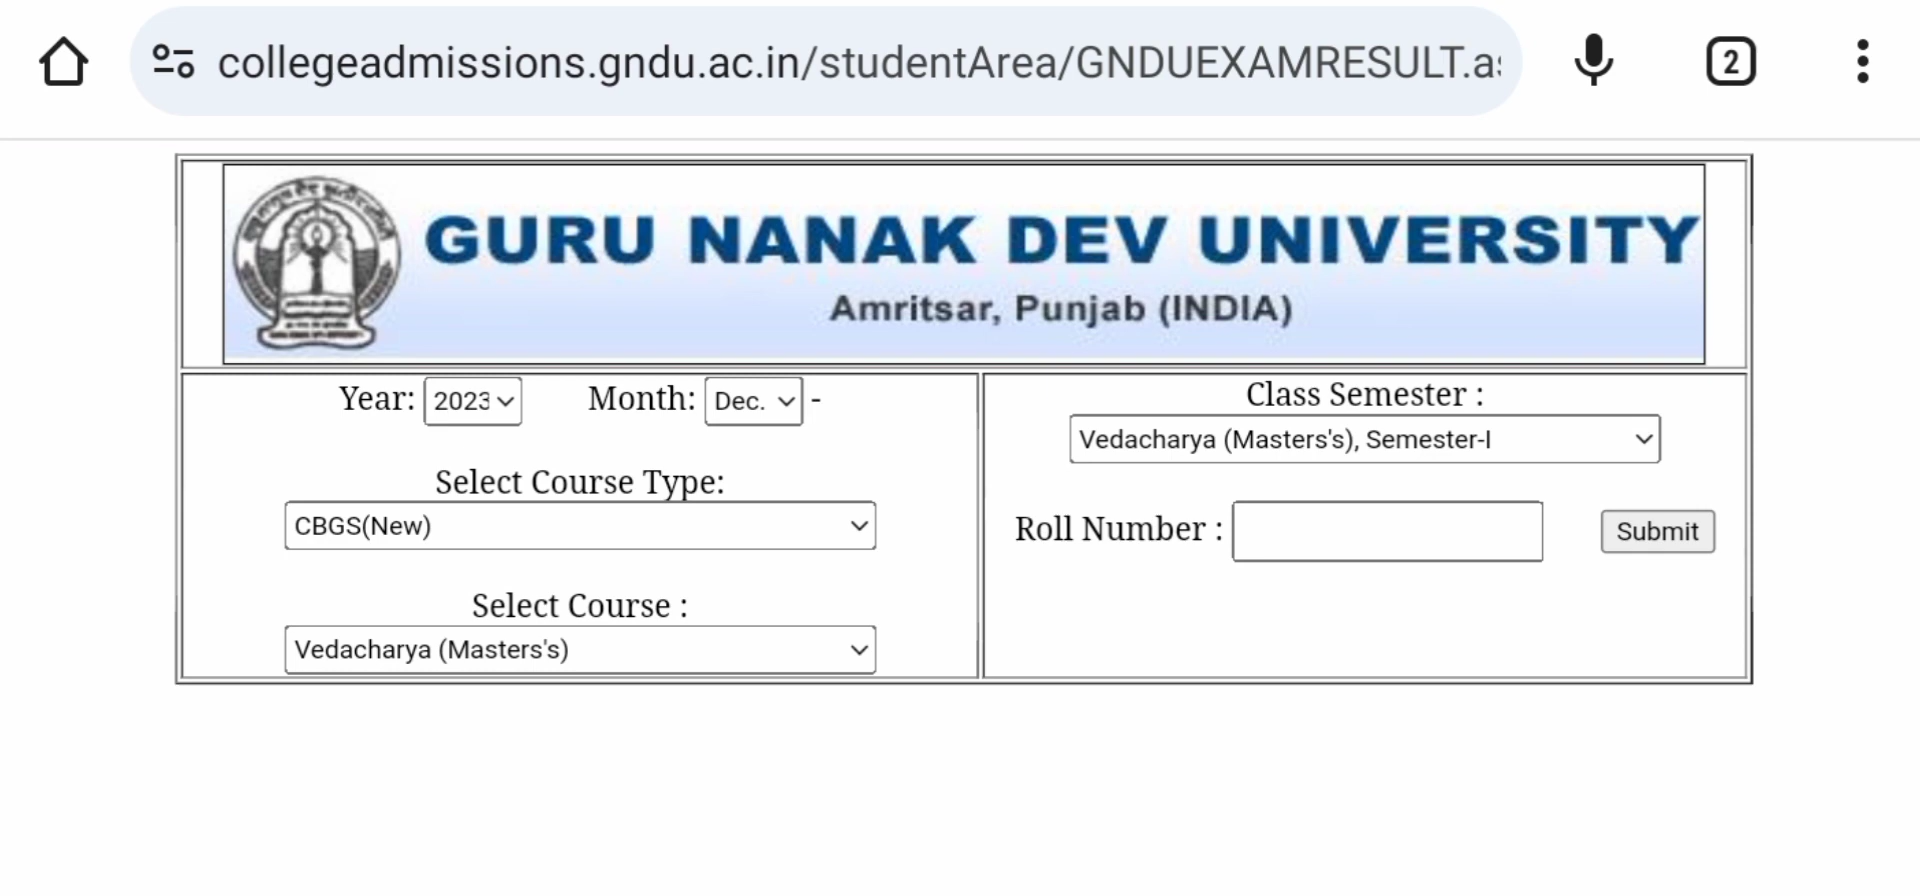 collegeadmissions.gndu.ac.in/studentArea/GNDUEXAMRESULT.as
2
GURU NANAK DEV UNIVERSITY
Amritsar, Punjab (INDIA)
Year: 2023 Month: Dec. -
Select Course Type:
CBGS(New)
Select Course :
Vedacharya (Masters's)
Class Semester :
Vedacharya (Masters's), Semester-I
Roll Number :
Submit